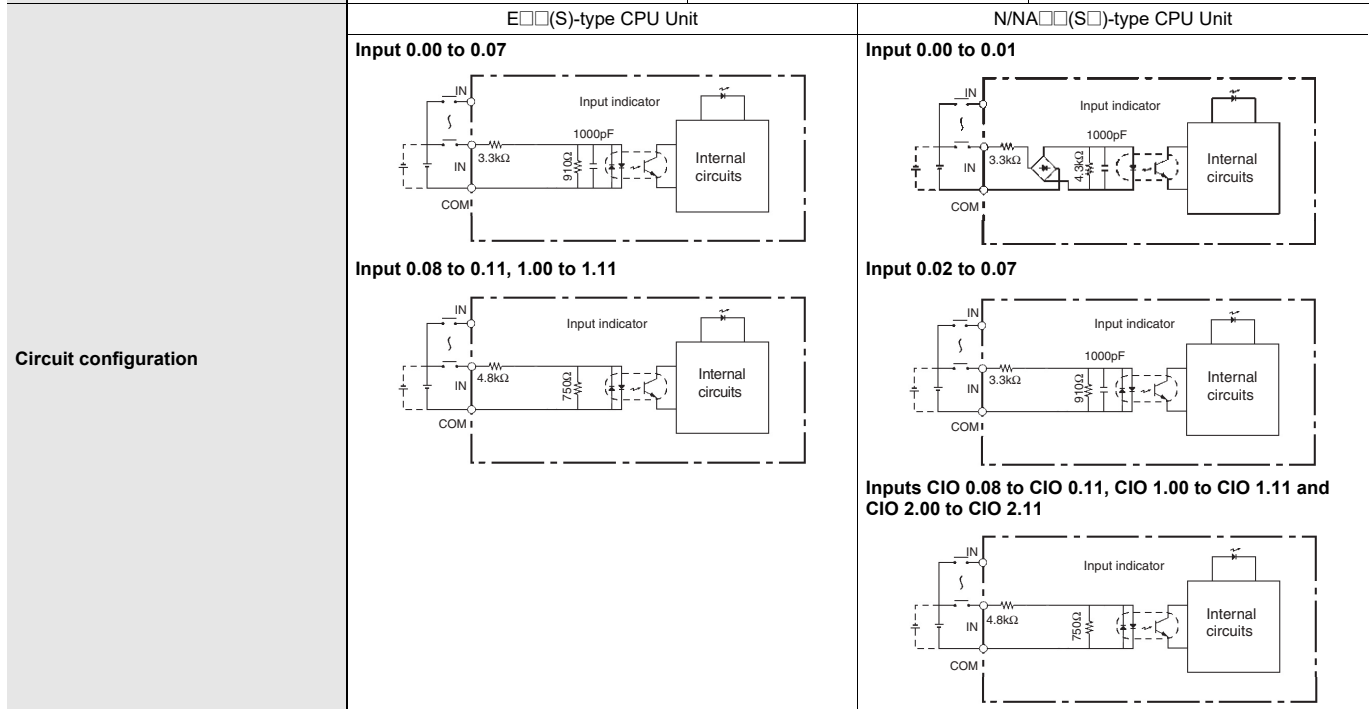 E□□(S)-type CPU Unit
N/NA□□(S□)-type CPU Unit
Circuit configuration
Input 0.00 to 0.07
IN
Input indicator
1000pF
3.3kΩ
910Ω
IN
Internal
circuits
COM
Input 0.08 to 0.11, 1.00 to 1.11
IN
Input indicator
4.8kΩ
750Ω
IN
Internal
circuits
COM
Input 0.00 to 0.01
IN
Input indicator
1000pF
3.3kΩ
4.3kΩ
IN
Internal
circuits
COM
Input 0.02 to 0.07
IN
Input indicator
1000pF
3.3kΩ
910Ω
IN
Internal
circuits
COM
Inputs CIO 0.08 to CIO 0.11, CIO 1.00 to CIO 1.11 and
CIO 2.00 to CIO 2.11
IN
Input indicator
4.8kΩ
750Ω
IN
Internal
circuits
COM